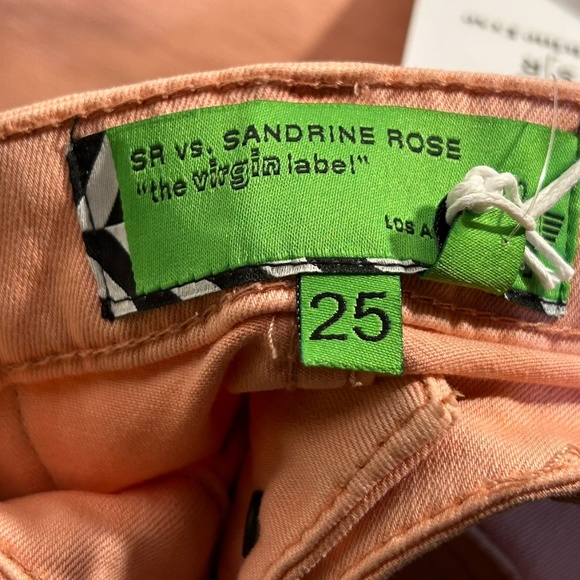 SR VS. SANDRINE ROSE
"the virgin label"
LOS A
25